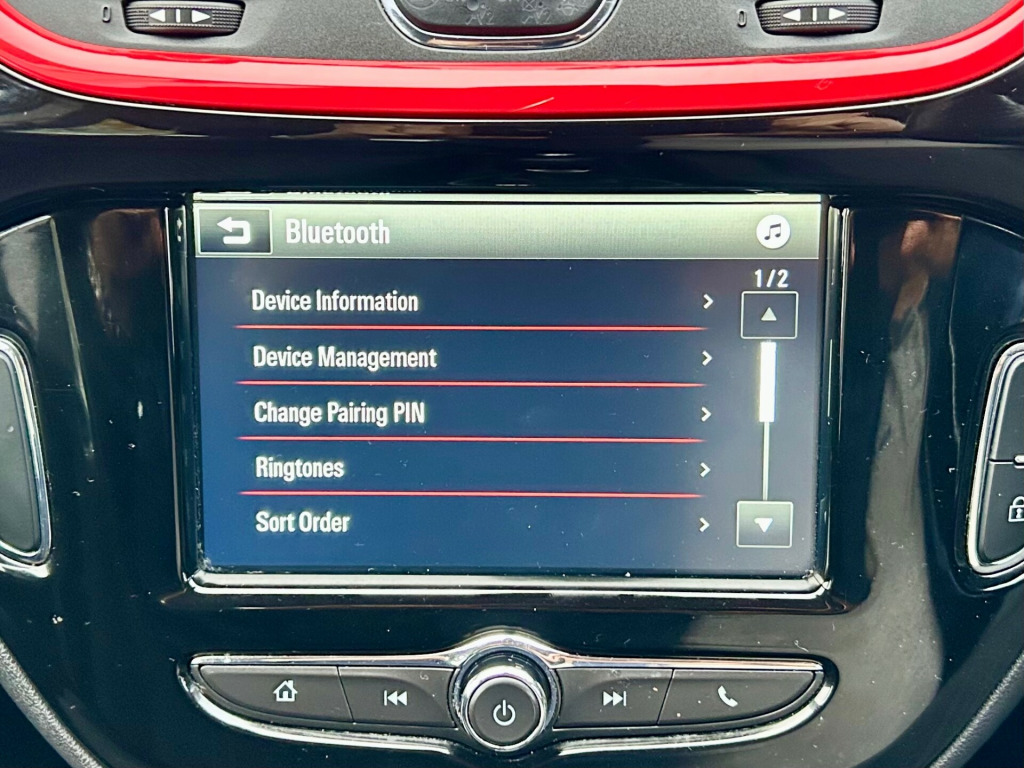 Bluetooth
1/2
Device Information
Device Management
Change Pairing PIN
Ringtones
Sort Order